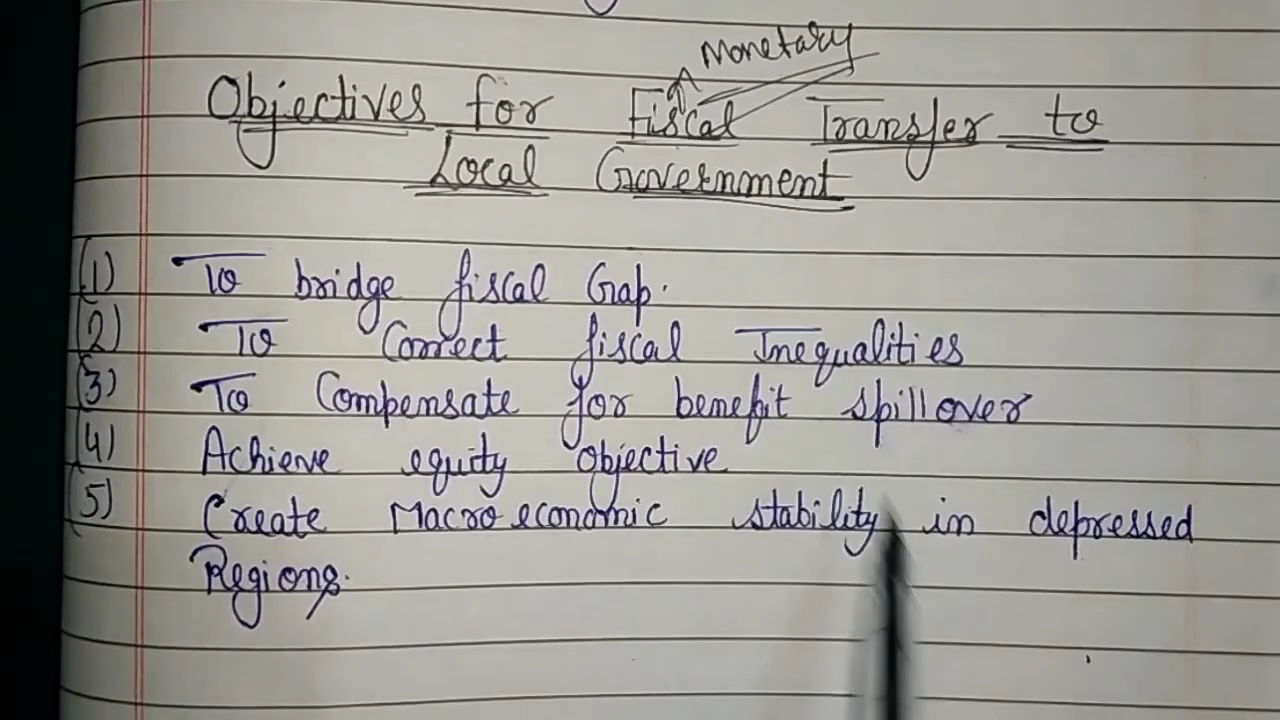 Monetary
Objectives for Fiscal Transfer to
Local Government
(1) To bridge fiscal Gap.
(2) To Correct fiscal Inequalities
(3) To Compensate for benefit spillover
(4) Achieve equity objective
(5) Create Macroeconomic stability in depressed
Regions.